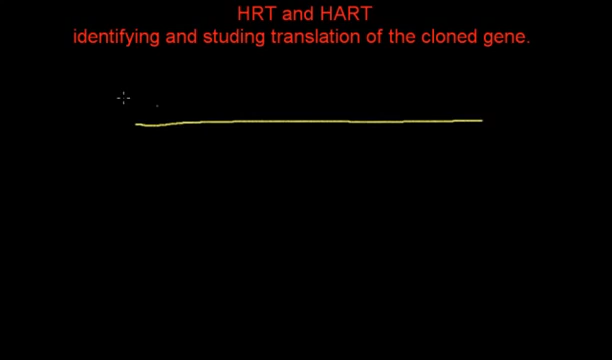 HRT and HART
identifying and studing translation of the cloned gene.